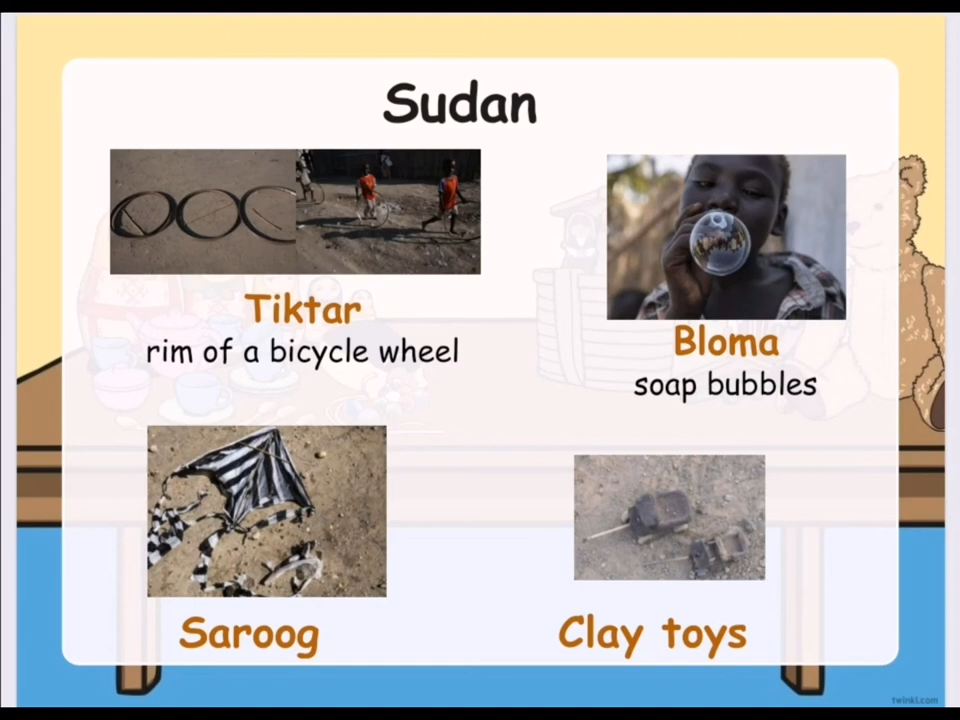 Sudan
Tiktar
rim of a bicycle wheel
Bloma
soap bubbles
Saroog
Clay toys
twinkl.com